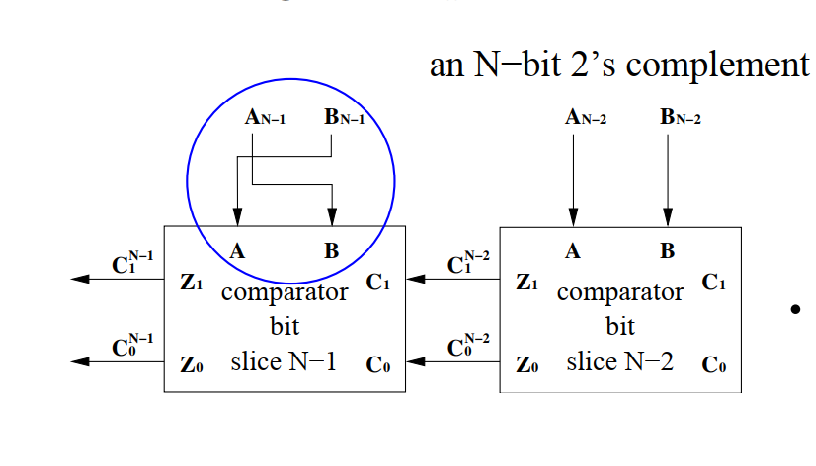 an N−bit 2's complement
A_{N−1} B_{N−1} A_{N−2} B_{N−2}
A B A B
C_1^{N−1} Z_1 C_1 C_1^{N−2} Z_1 C_1
comparator comparator
bit bit
C_0^{N−1} Z_0 slice N−1 C_0 C_0^{N−2} Z_0 slice N−2 C_0